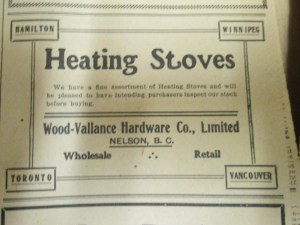 HAMILTON
WINNIPEG
Heating Stoves
We have a fine assortment of Heating Stoves and will
be pleased to have intending purchasers inspect our stock
before buying.
Wood-Vallance Hardware Co., Limited
NELSON, B. C.
Wholesale Retail
TORONTO
VANCOUVER